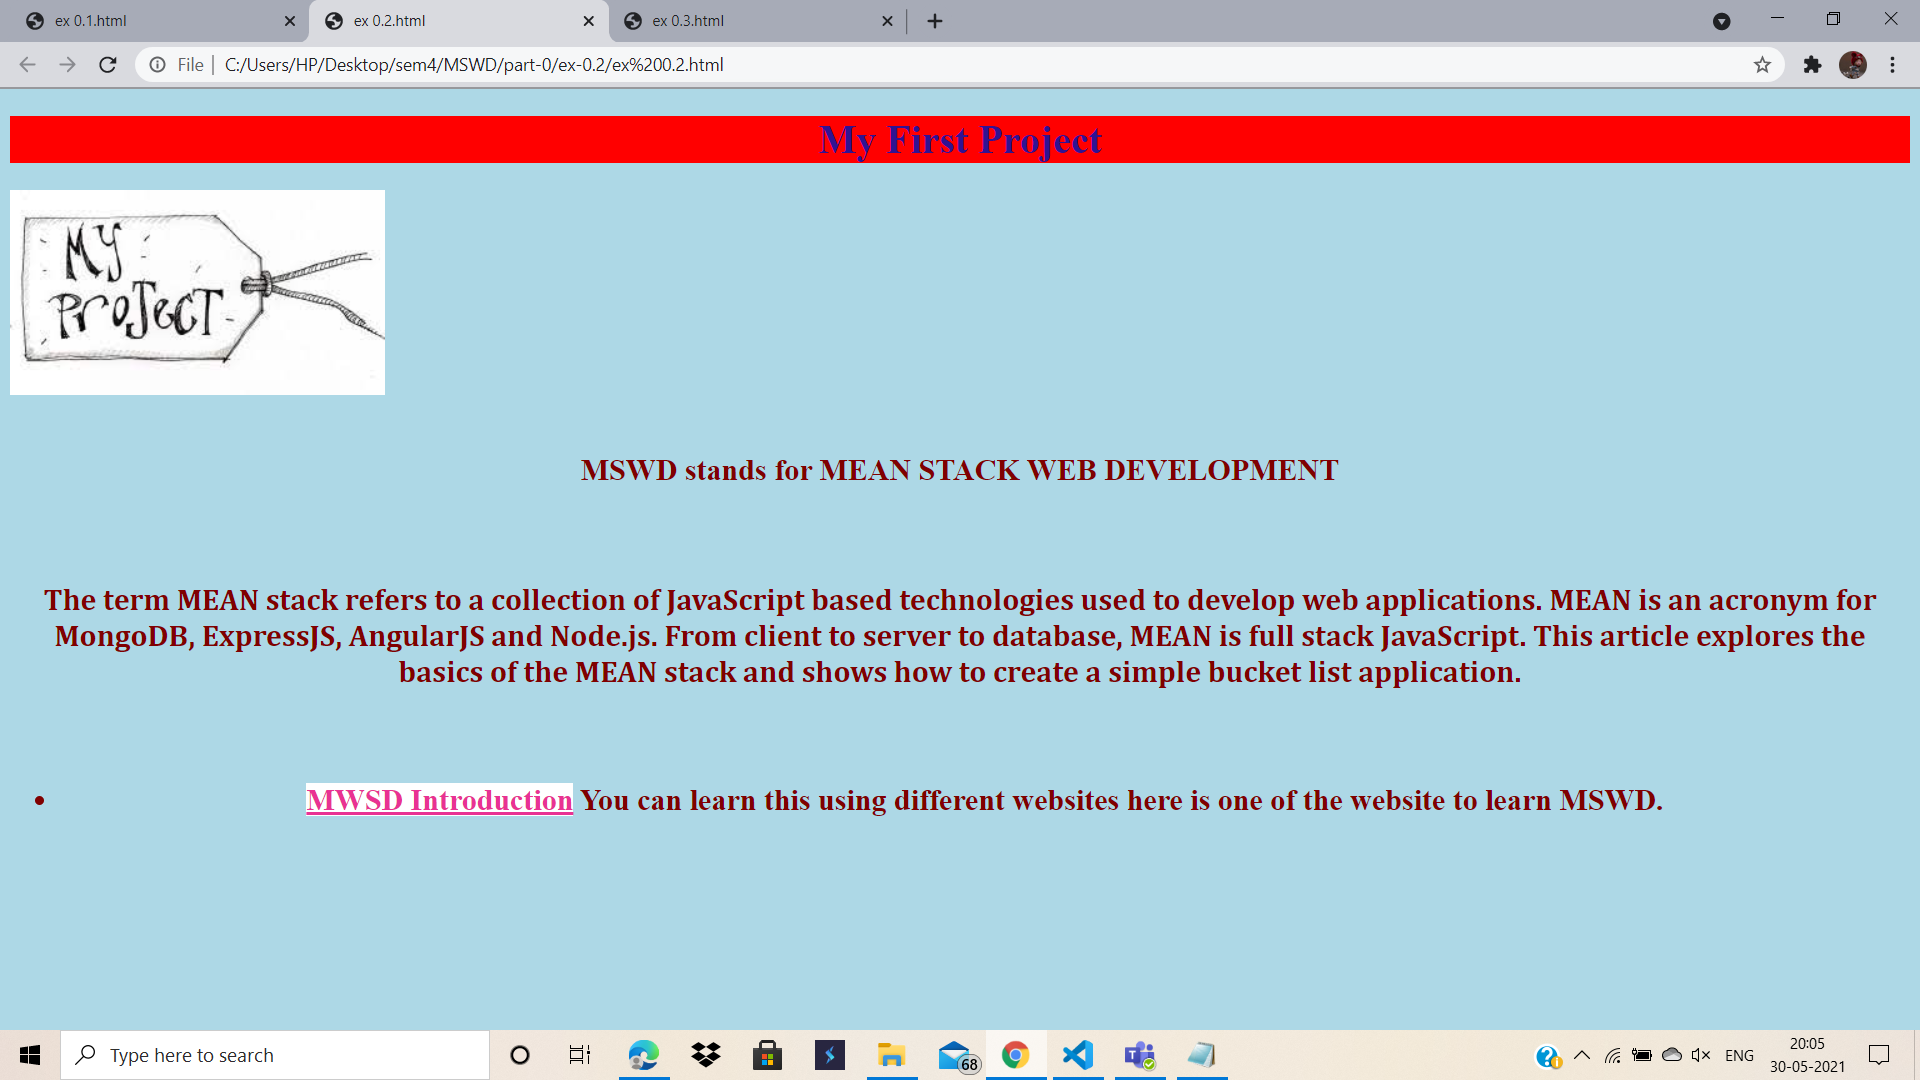 ex 0.1.html
ex 0.2.html
ex 0.3.html
File
C:/Users/HP/Desktop/sem4/MSWD/part-0/ex-0.2/ex%200.2.html
My First Project
MY
PROJECT
MSWD stands for MEAN STACK WEB DEVELOPMENT
The term MEAN stack refers to a collection of JavaScript based technologies used to develop web applications. MEAN is an acronym for
MongoDB, ExpressJS, AngularJS and Node.js. From client to server to database, MEAN is full stack JavaScript. This article explores the
basics of the MEAN stack and shows how to create a simple bucket list application.
• MWSD Introduction You can learn this using different websites here is one of the website to learn MSWD.
Type here to search
68
ENG
20:05
30-05-2021